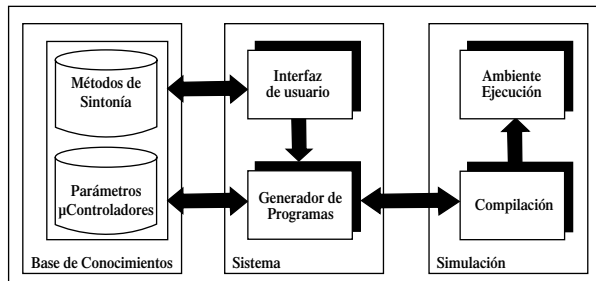 Métodos de
Sintonía
Parámetros
µControladores
Base de Conocimientos
Interfaz
de usuario
Generador de
Programas
Sistema
Ambiente
Ejecución
Compilación
Simulación